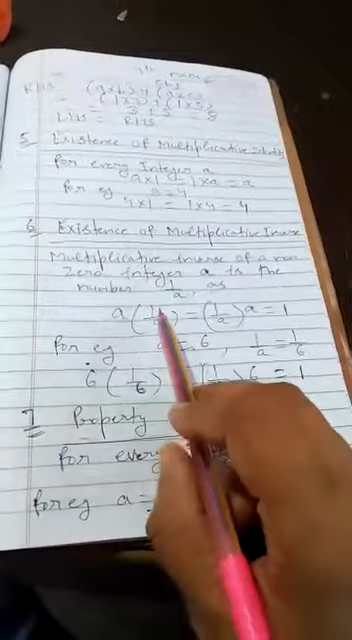 RHS
= 3+5 = 8
LHS = RHS
5 Existence of Multiplicative Identity
for every Integer a
a×1 = 1×a = a
for eg a=4
4×1 = 1×4 = 4
6 Existence of Multiplicative Inverse
Multiplicative inverse of a non
zero integer a is the
number 1/a, as
a(1/a) = (1/a)a = 1
for eg a = 6, 1/a = 1/6
6(1/6) (1/6)6 = 1
7 Property
for every
for eg a =